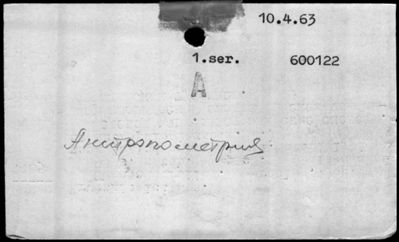 10.4.63
1.ser. 600122
A
Антропометрия